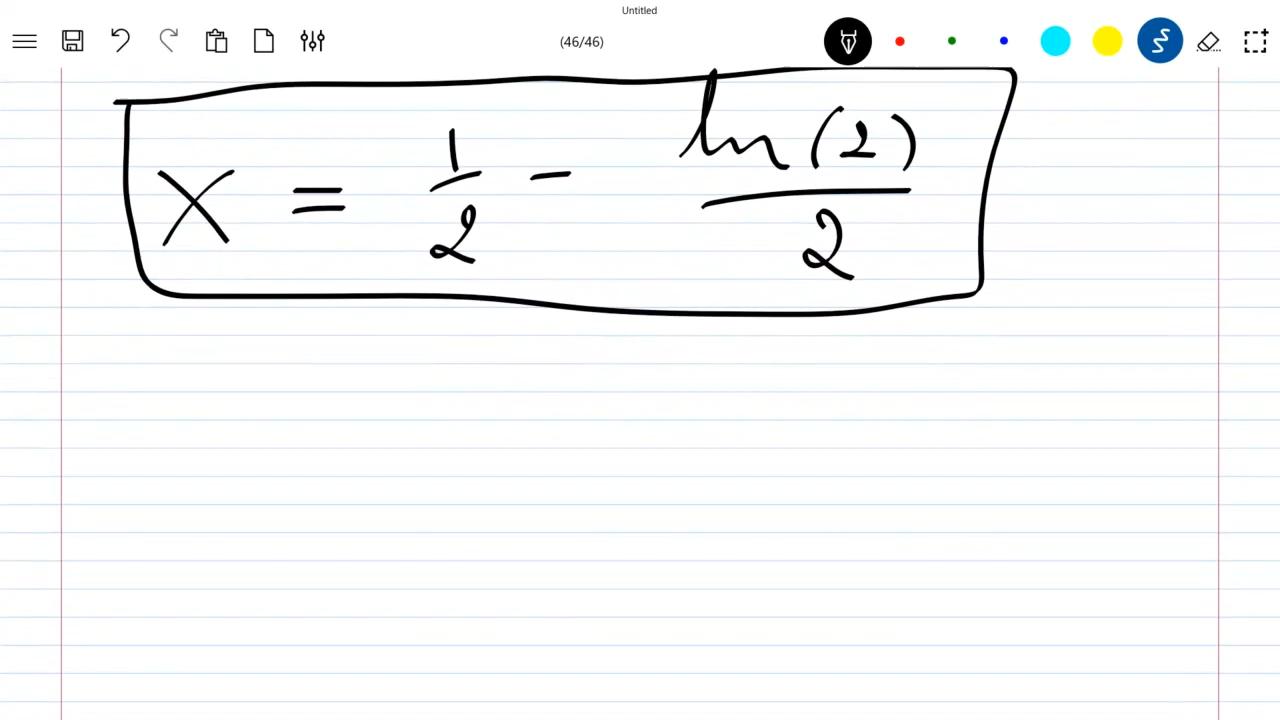 Untitled
(46/46)
X = 1/2 - ln(2)/2